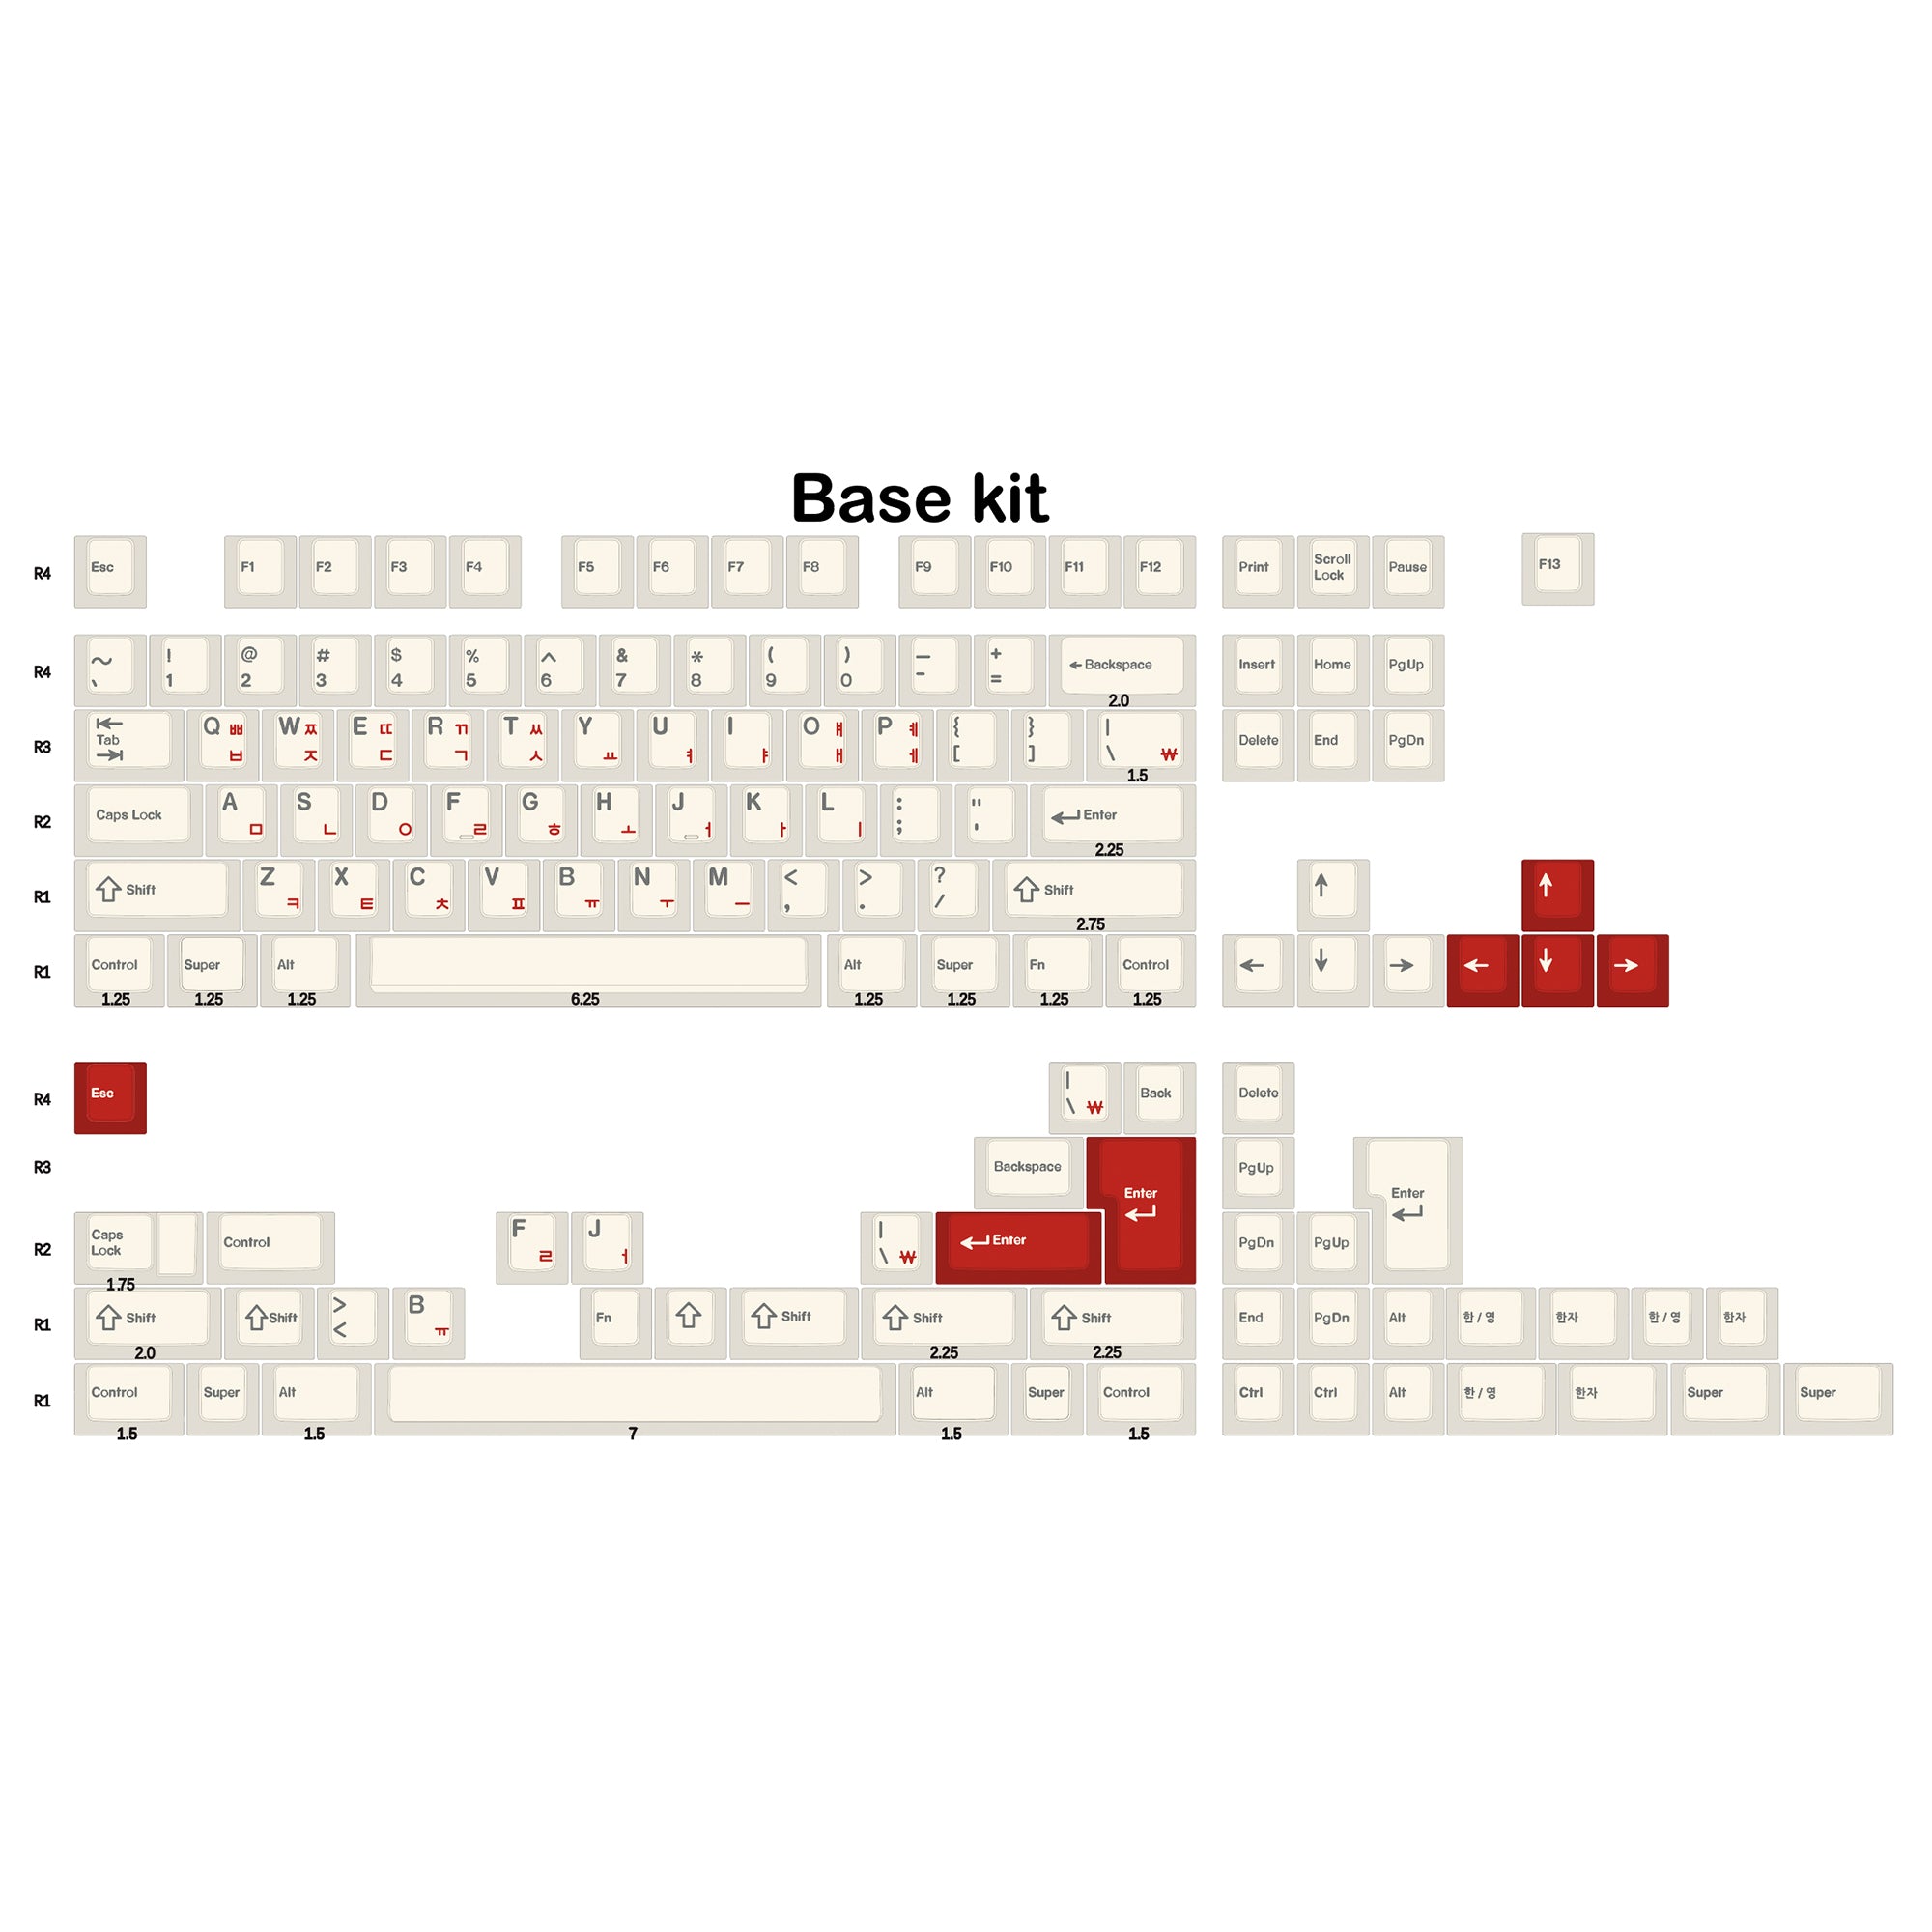 Base kit
R4 Esc F1 F2 F3 F4 F5 F6 F7 F8 F9 F10 F11 F12 Print Scroll Lock Pause F13
R4 ~ ` ! 1 @ 2 # 3 $ 4 % 5 ^ 6 & 7 * 8 ( 9 ) 0 — - + = ← Backspace Insert Home PgUp
2.0
R3 Tab Q ㅃ ㅂ W ㅉ ㅈ E ㄸ ㄷ R ㄲ ㄱ T ㅆ ㅅ Y ㅛ U ㅕ I ㅑ O ㅒ ㅐ P ㅖ ㅔ { [ } ] | \ ₩ Delete End PgDn
1.5
R2 Caps Lock A ㅁ S ㄴ D ㅇ F ㄹ G ㅎ H ㅗ J ㅓ K ㅏ L ㅣ : ; " ' Enter
2.25
R1 Shift Z ㅋ X ㅌ C ㅊ V ㅍ B ㅠ N ㅜ M ㅡ < , > . ? / Shift ↑ ↑
2.75
R1 Control Super Alt Alt Super Fn Control ← ↓ → ← ↓ →
1.25 1.25 1.25 6.25 1.25 1.25 1.25 1.25
R4 Esc | \ ₩ Back Delete
R3 Backspace Enter PgUp Enter
R2 Caps Lock Control F ㄹ J ㅓ | \ ₩ Enter PgDn PgUp
1.75
R1 Shift Shift > < B ㅠ Fn Shift Shift Shift End PgDn Alt 한 / 영 한자 한 / 영 한자
2.0 2.25 2.25
R1 Control Super Alt Alt Super Control Ctrl Ctrl Alt 한 / 영 한자 Super Super
1.5 1.5 7 1.5 1.5